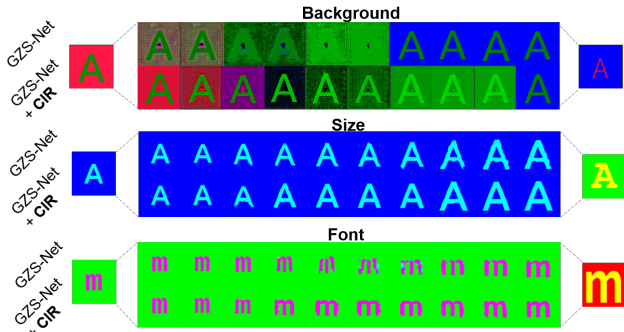 Background
GZS-Net A A A A A A A A
A A
GZS-Net + CIR A A A A A A A A A A
Size
GZS-Net A A A A A A A A A A
A A
GZS-Net + CIR A A A A A A A A A A
Font
GZS-Net m m m m m m m m m m
m m
GZS-Net + CIR m m m m m m m m m m